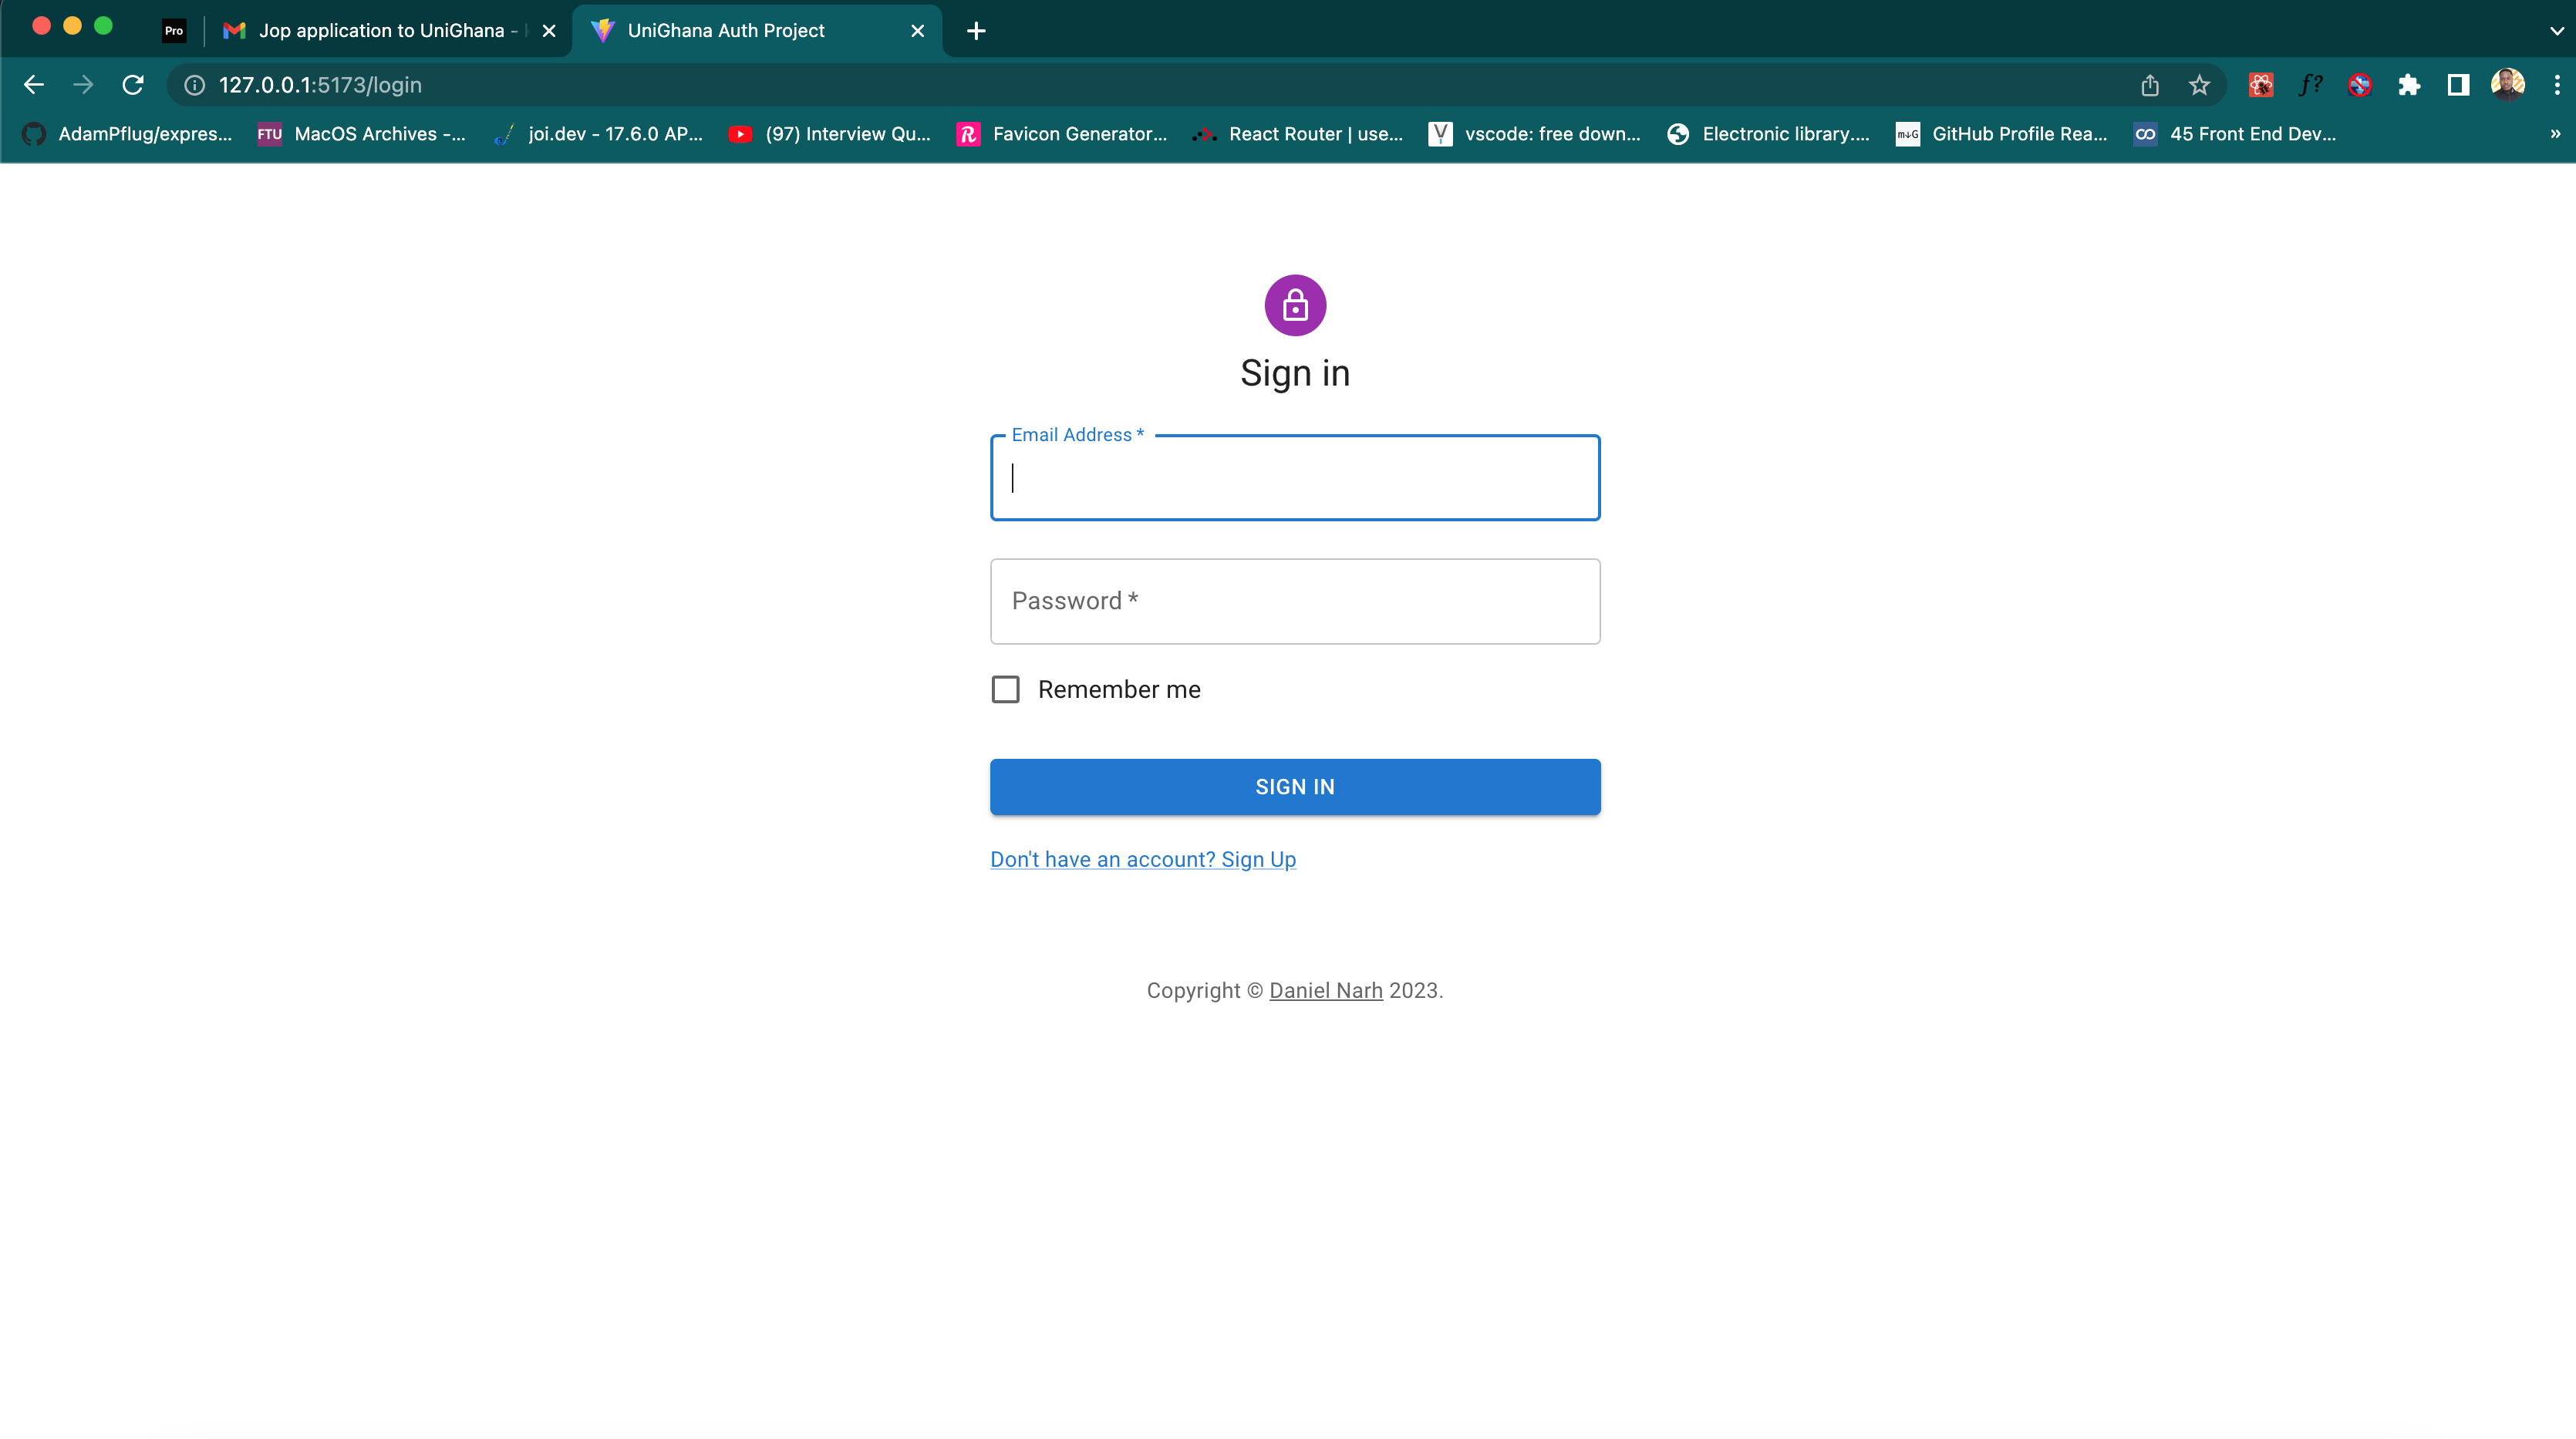 Pro
Jop application to UniGhana -
UniGhana Auth Project
127.0.0.1:5173/login
f?
AdamPflug/expres...
FTU MacOS Archives -...
joi.dev - 17.6.0 AP...
(97) Interview Qu...
R Favicon Generator...
React Router | use...
V vscode: free down...
Electronic library....
m↓G GitHub Profile Rea...
45 Front End Dev...
»
Sign in
Email Address *
Password *
Remember me
SIGN IN
Don't have an account? Sign Up
Copyright © Daniel Narh 2023.